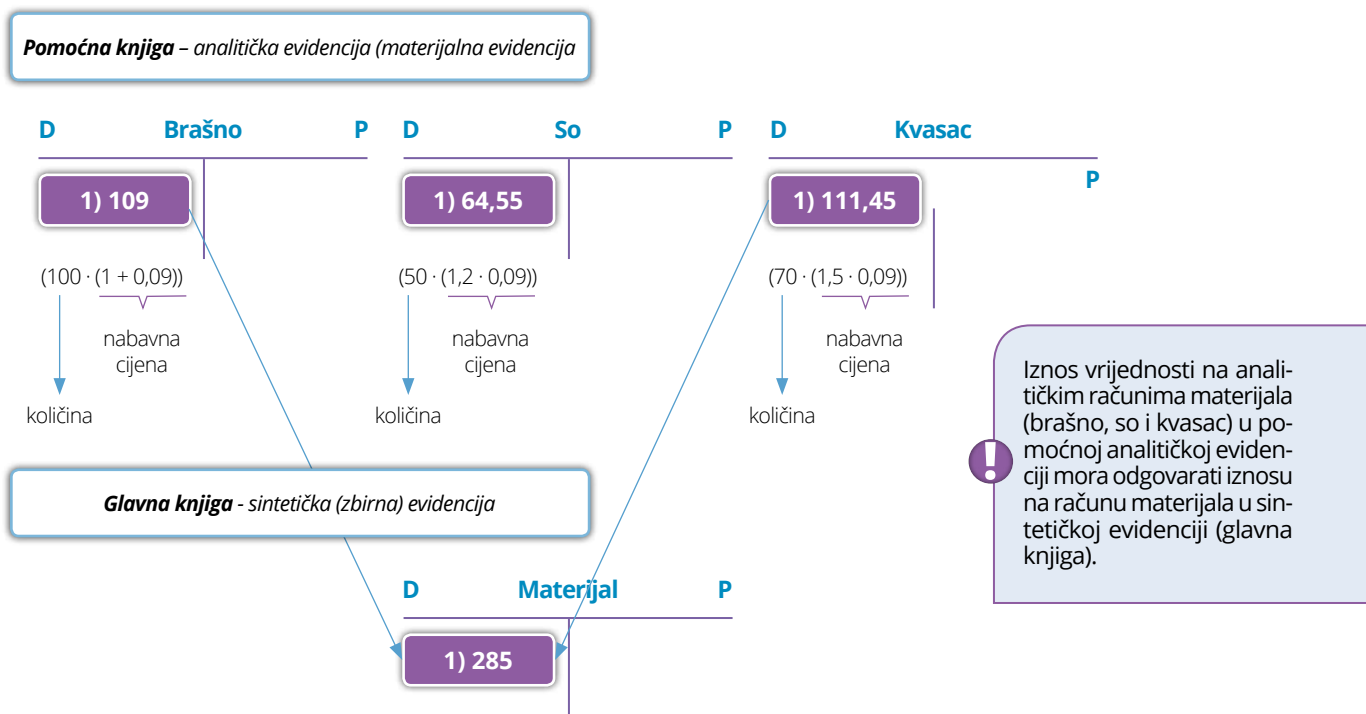 Pomoćna knjiga – analitička evidencija (materijalna evidencija
D Brašno P
D So P
D Kvasac
P
1) 109
1) 64,55
1) 111,45
(100 · (1 + 0,09))
(50 · (1,2 · 0,09))
(70 · (1,5 · 0,09))
nabavna
cijena
nabavna
cijena
nabavna
cijena
količina
količina
količina
Iznos vrijednosti na anali-
tičkim računima materijala
(brašno, so i kvasac) u po-
moćnoj analitičkoj eviden-
ciji mora odgovarati iznosu
na računu materijala u sin-
tetičkoj evidenciji (glavna
knjiga).
!
Glavna knjiga - sintetička (zbirna) evidencija
D Materijal P
1) 285